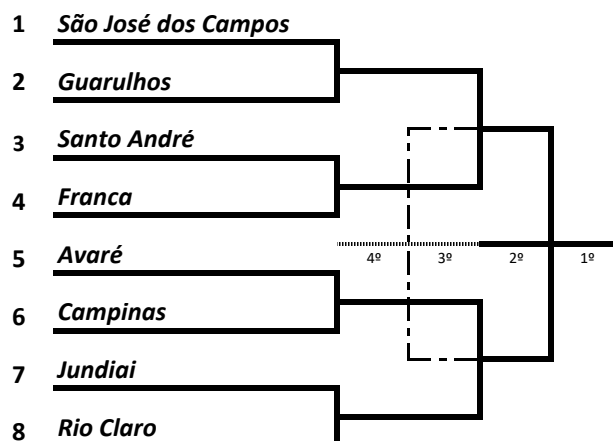 1 São José dos Campos
2 Guarulhos
3 Santo André
4 Franca
5 Avaré
4º 3º 2º 1º
6 Campinas
7 Jundiai
8 Rio Claro